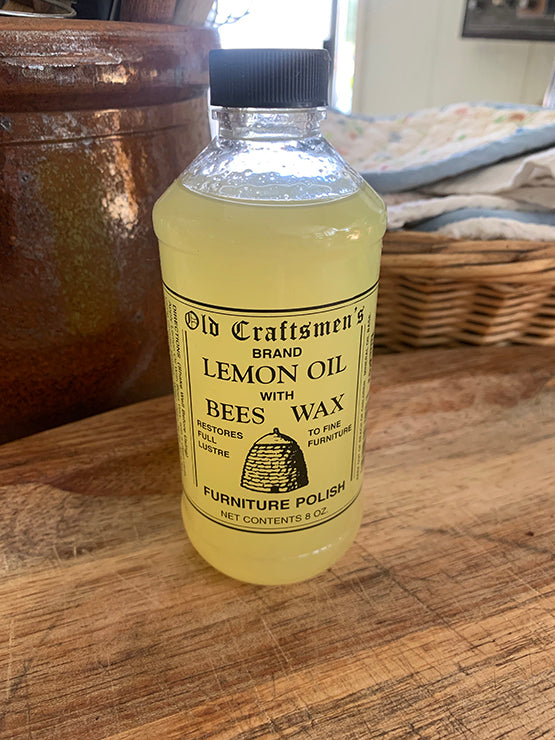 Old Craftsmen's
BRAND
LEMON OIL
WITH
BEES WAX
RESTORES
FULL
LUSTRE
TO FINE
FURNITURE
FURNITURE POLISH
NET CONTENTS 8 OZ.
DIRECTIONS: